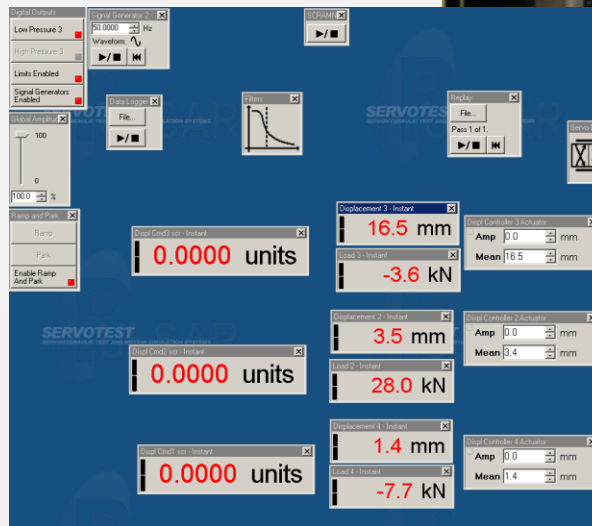 Digital Outputs
Low Pressure 3
High Pressure 3
Limits Enabled
Signal Generators
Enabled
Signal Generator 2
50.0000 Hz
Waveform:
SCRAMN
Global Amplitud
100
0
100.0 %
Data Logger
File...
Filters
SERVOTEST
Replay
File...
Pass 1 of 1.
Servo
Ramp and Park
Ramp
Park
Enable Ramp
And Park
Displ Cmd3 scr - Instant
0.0000 units
Displacement 3 - Instant
16.5 mm
Load 3 - Instant
-3.6 kN
Displ Controller 3 Actuator
Amp 0.0 mm
Mean 16.5 mm
SERVOTEST
Displ Cmd2 scr - Instant
0.0000 units
Displacement 2 - Instant
3.5 mm
Load 2 - Instant
28.0 kN
Displ Controller 2 Actuator
Amp 0.0 mm
Mean 3.4 mm
Displ Cmd1 scr - Instant
0.0000 units
Displacement 4 - Instant
1.4 mm
Load 4 - Instant
-7.7 kN
Displ Controller 4 Actuator
Amp 0.0 mm
Mean 1.4 mm